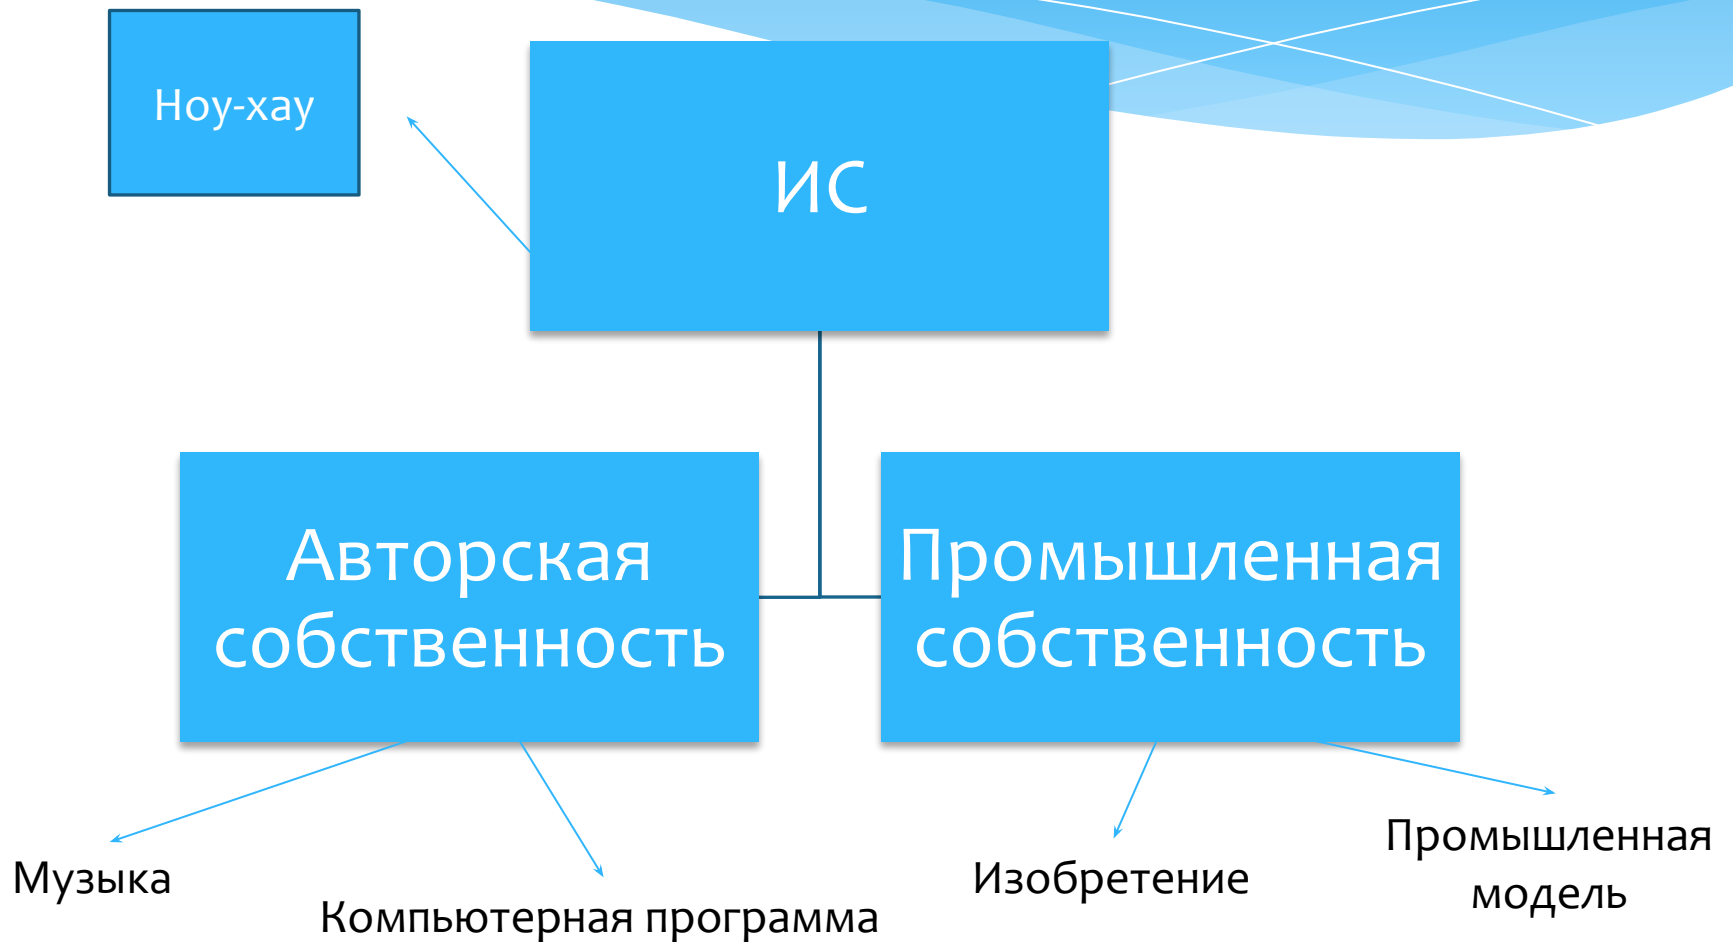 Ноу-хау
ИС
Авторская
собственность
Промышленная
собственность
Музыка
Компьютерная программа
Изобретение
Промышленная
модель